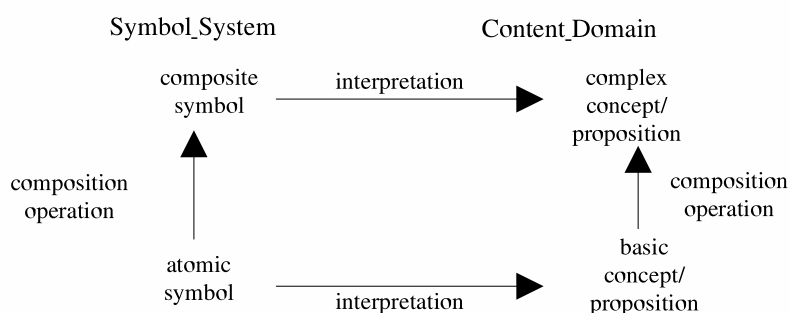 Symbol_System
Content_Domain
composite
symbol
interpretation
complex
concept/
proposition
composition
operation
composition
operation
atomic
symbol
interpretation
basic
concept/
proposition